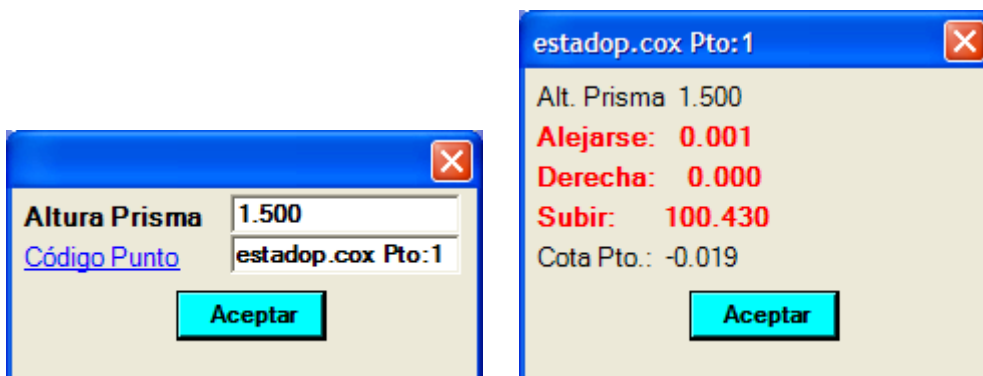 Altura Prisma 1.500
Código Punto estadop.cox Pto:1
Aceptar
estadop.cox Pto:1
Alt. Prisma 1.500
Alejarse: 0.001
Derecha: 0.000
Subir: 100.430
Cota Pto.: -0.019
Aceptar